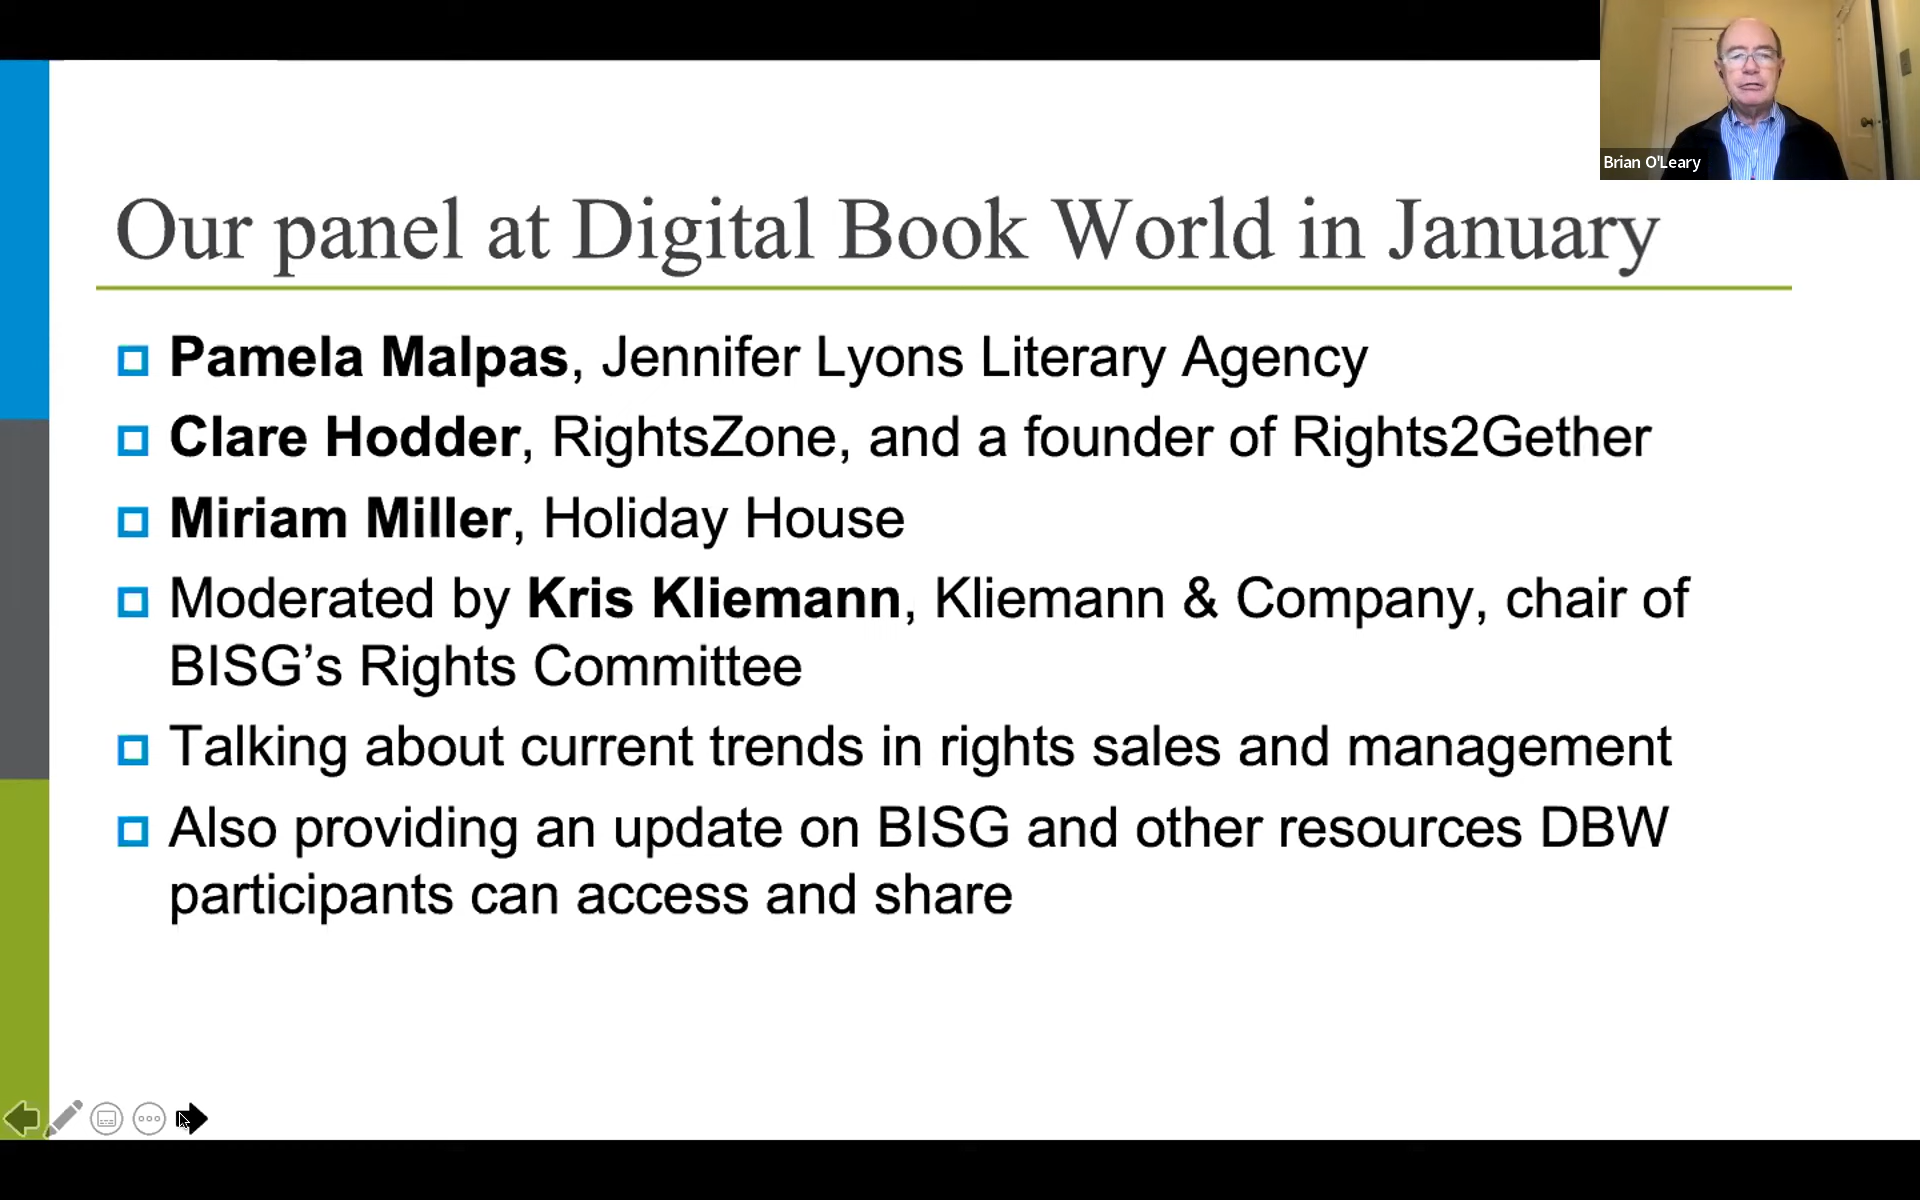 Brian O'Leary
Our panel at Digital Book World in January
Pamela Malpas, Jennifer Lyons Literary Agency
Clare Hodder, RightsZone, and a founder of Rights2Gether
Miriam Miller, Holiday House
Moderated by Kris Kliemann, Kliemann & Company, chair of
BISG’s Rights Committee
Talking about current trends in rights sales and management
Also providing an update on BISG and other resources DBW
participants can access and share